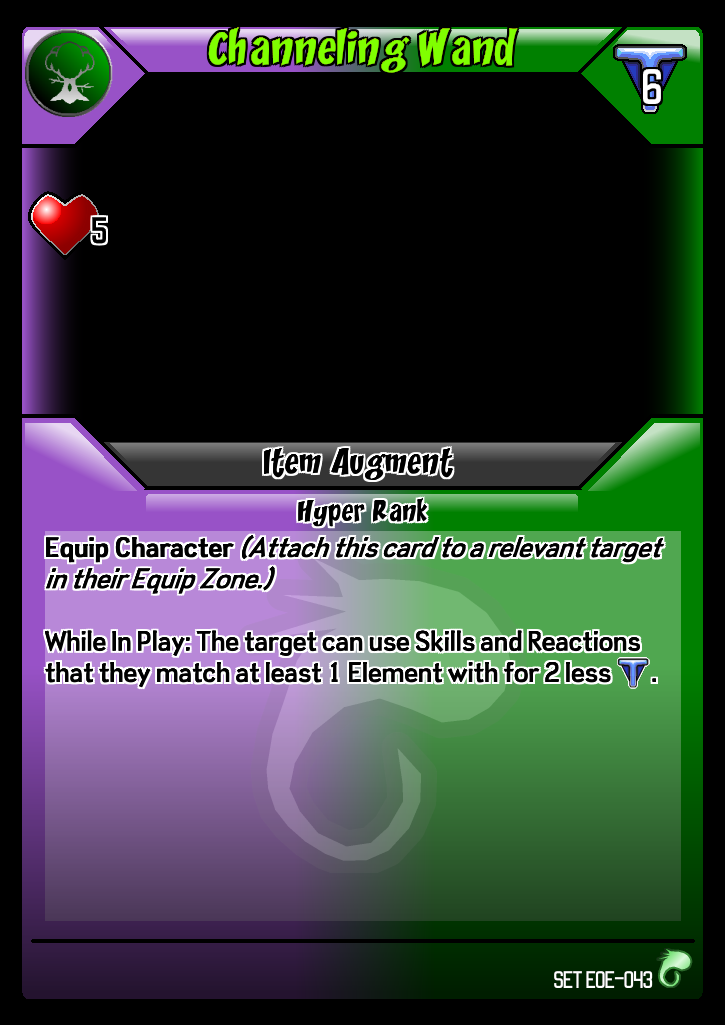 Channeling Wand
6
5
Item Augment
Hyper Rank
Equip Character (Attach this card to a relevant target
in their Equip Zone.)
While In Play: The target can use Skills and Reactions
that they match at least 1 Element with for 2 less T.
SET EOE-043